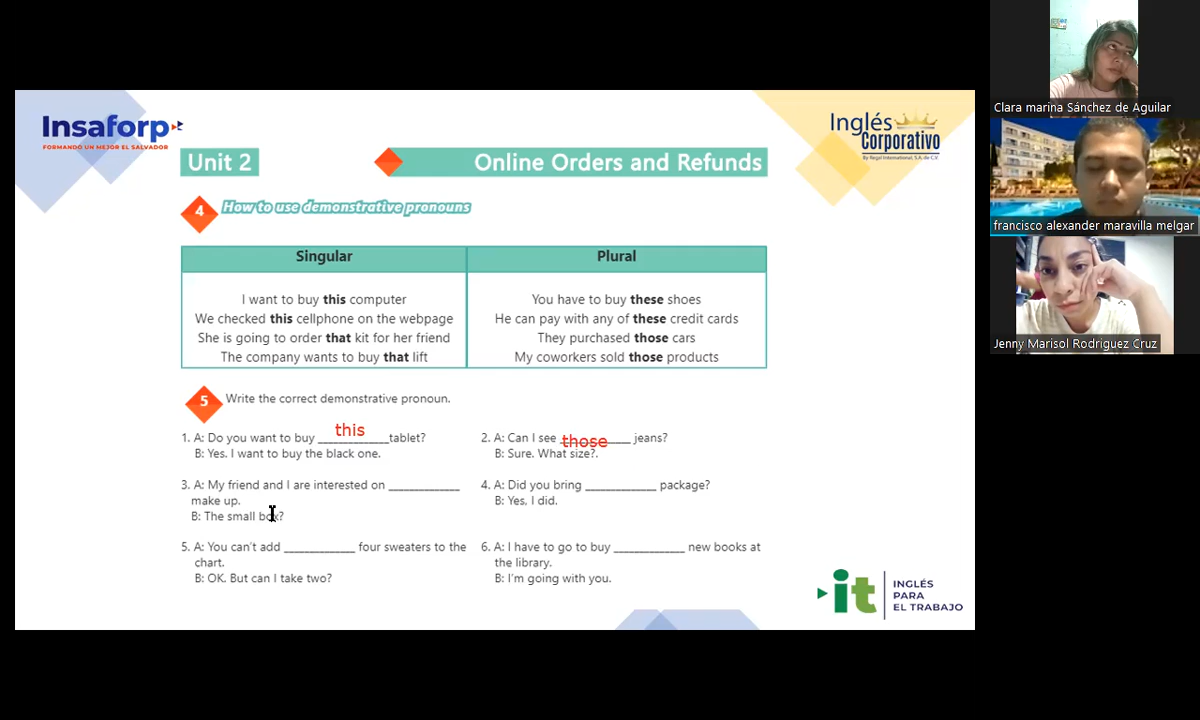 Insaforp
FORMANDO UN MEJOR EL SALVADOR
Inglés
Corporativo
By Regal International, S.A. de C.V.
Unit 2
Online Orders and Refunds
4
How to use demonstrative pronouns
Singular
Plural
I want to buy this computer
We checked this cellphone on the webpage
She is going to order that kit for her friend
The company wants to buy that lift
You have to buy these shoes
He can pay with any of these credit cards
They purchased those cars
My coworkers sold those products
5
Write the correct demonstrative pronoun.
1. A: Do you want to buy this tablet?
B: Yes. I want to buy the black one.
2. A: Can I see those jeans?
B: Sure. What size?.
3. A: My friend and I are interested on ____________
make up.
B: The small box?
4. A: Did you bring ____________ package?
B: Yes, I did.
5. A: You can't add ____________ four sweaters to the
chart.
B: OK. But can I take two?
6. A: I have to go to buy ____________ new books at
the library.
B: I'm going with you.
it
INGLÉS
PARA
EL TRABAJO
Clara marina Sánchez de Aguilar
francisco alexander maravilla melgar
Jenny Marisol Rodriguez Cruz